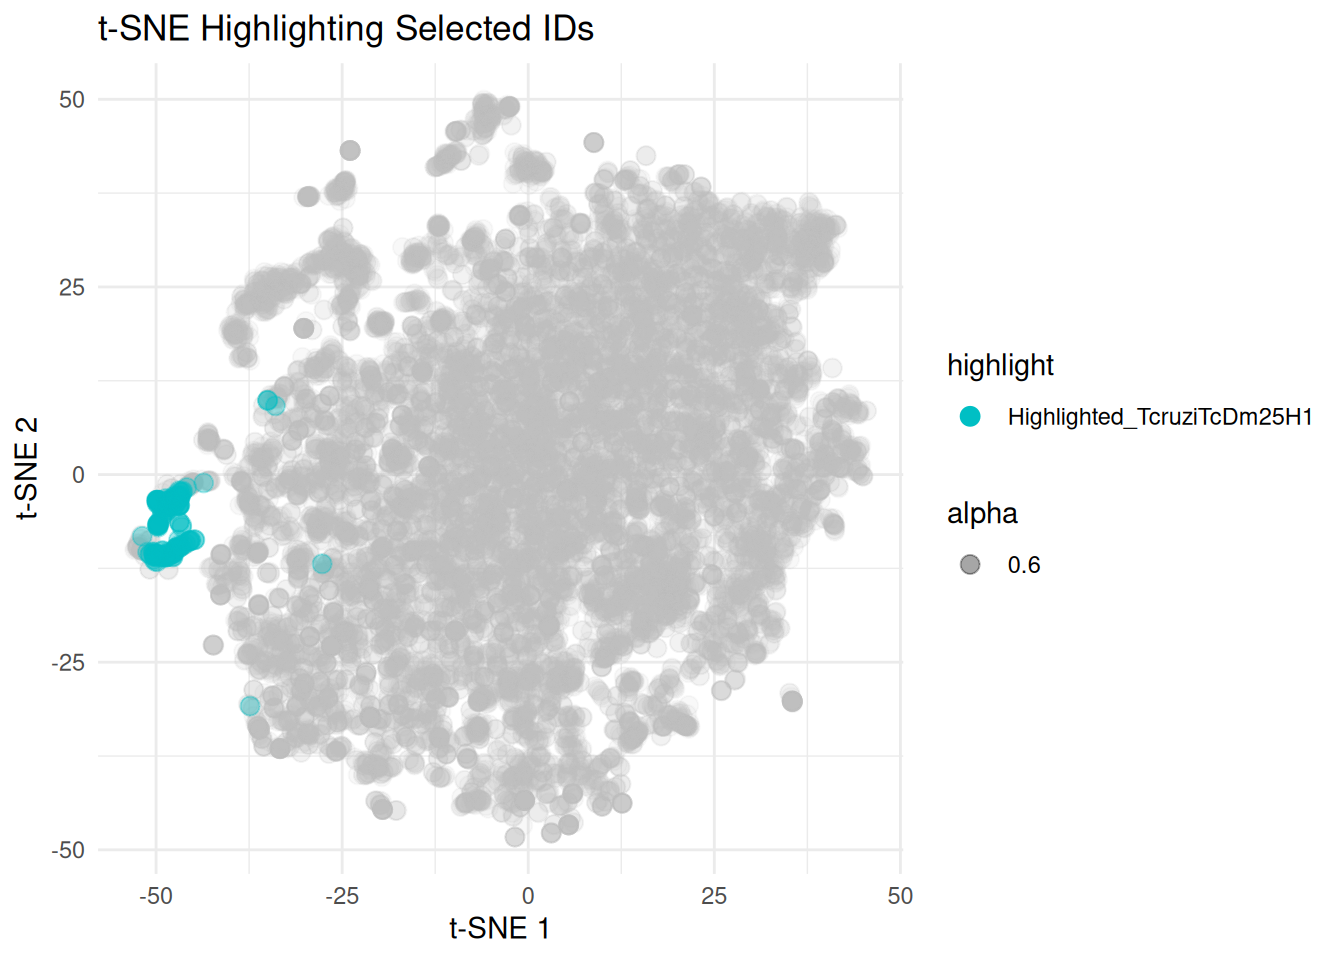 t-SNE Highlighting Selected IDs
50
25
0
-25
-50
t-SNE 2
-50
-25
0
25
50
t-SNE 1
highlight
Highlighted_TcruziTcDm25H1
alpha
0.6